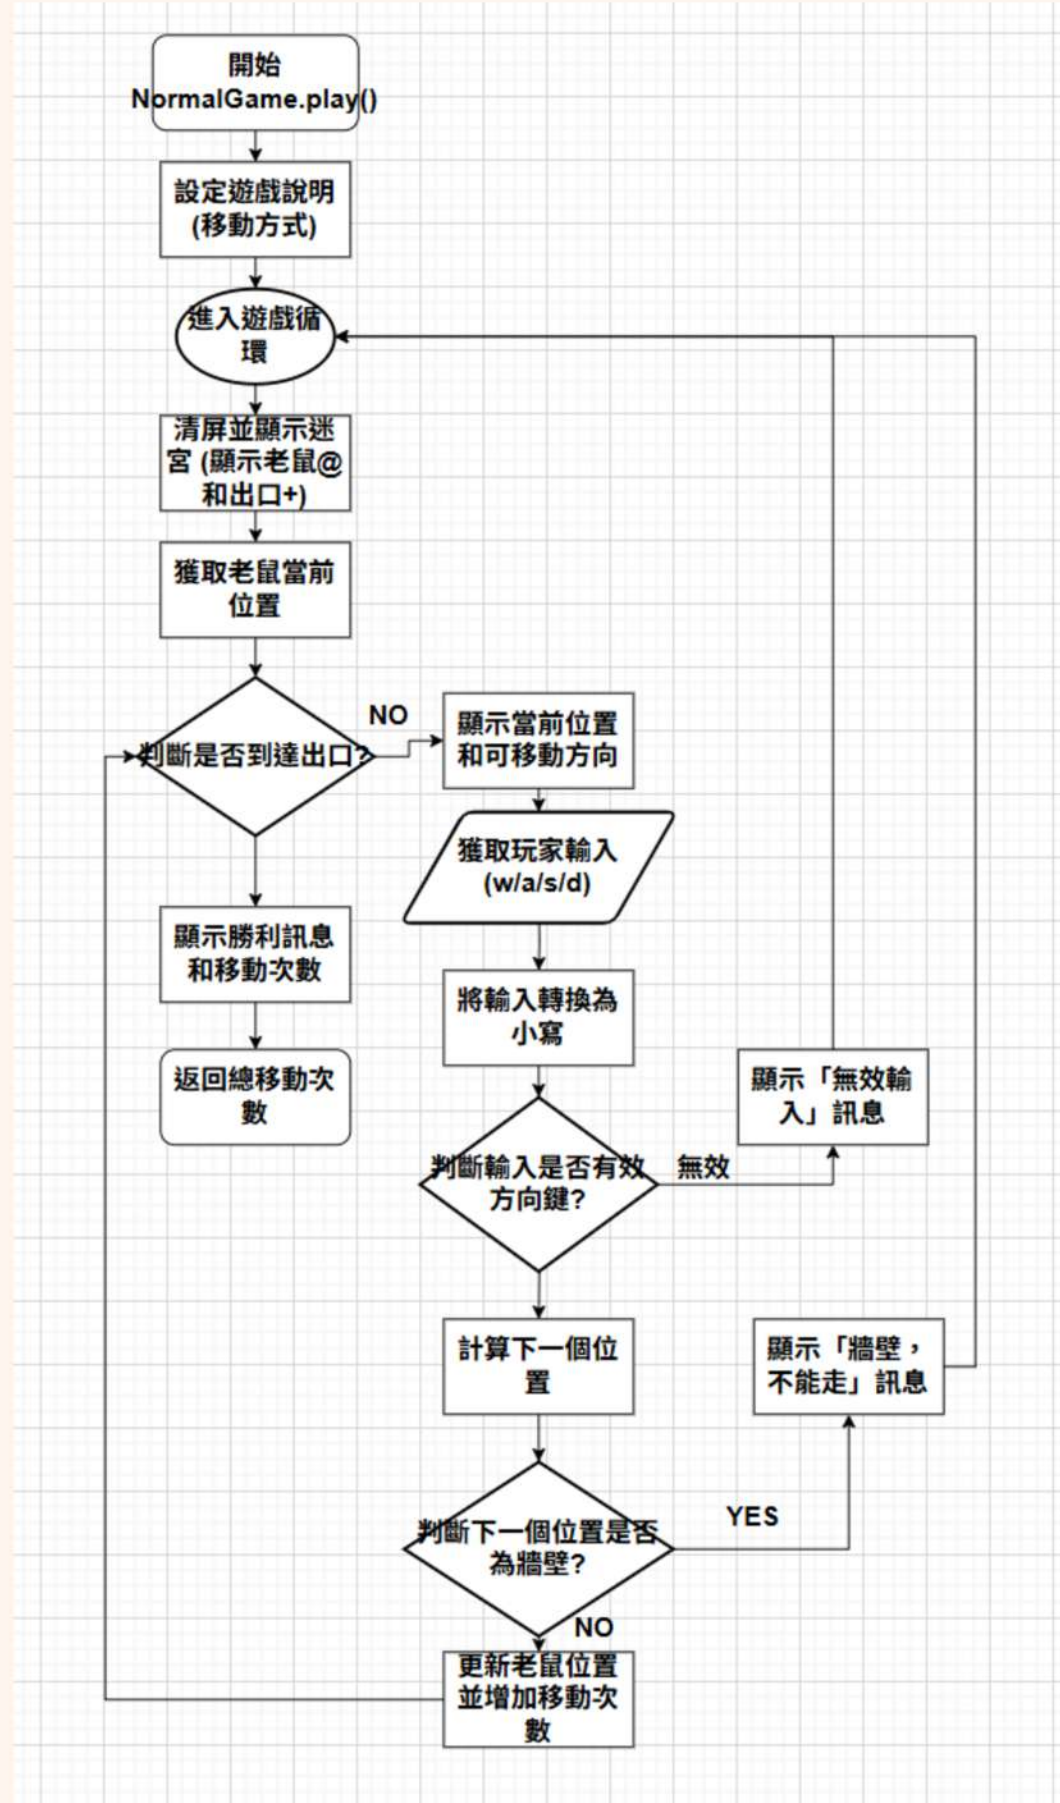 開始
NormalGame.play()
設定遊戲說明
(移動方式)
進入遊戲循
環
清屏並顯示迷
宮 (顯示老鼠@
和出口+)
獲取老鼠當前
位置
判斷是否到達出口?
NO
顯示當前位置
和可移動方向
獲取玩家輸入
(w/a/s/d)
顯示勝利訊息
和移動次數
將輸入轉換為
小寫
返回總移動次
數
顯示「無效輸
入」訊息
判斷輸入是否有效
方向鍵?
無效
計算下一個位
置
顯示「牆壁，
不能走」訊息
判斷下一個位置是否
為牆壁?
YES
NO
更新老鼠位置
並增加移動次
數